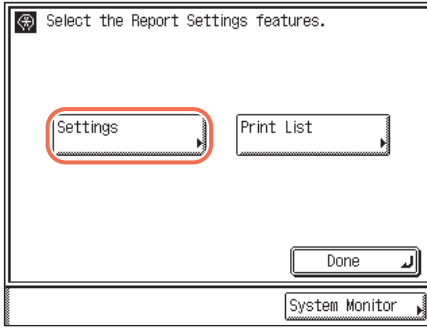 Select the Report Settings features.
Settings
Print List
Done
System Monitor